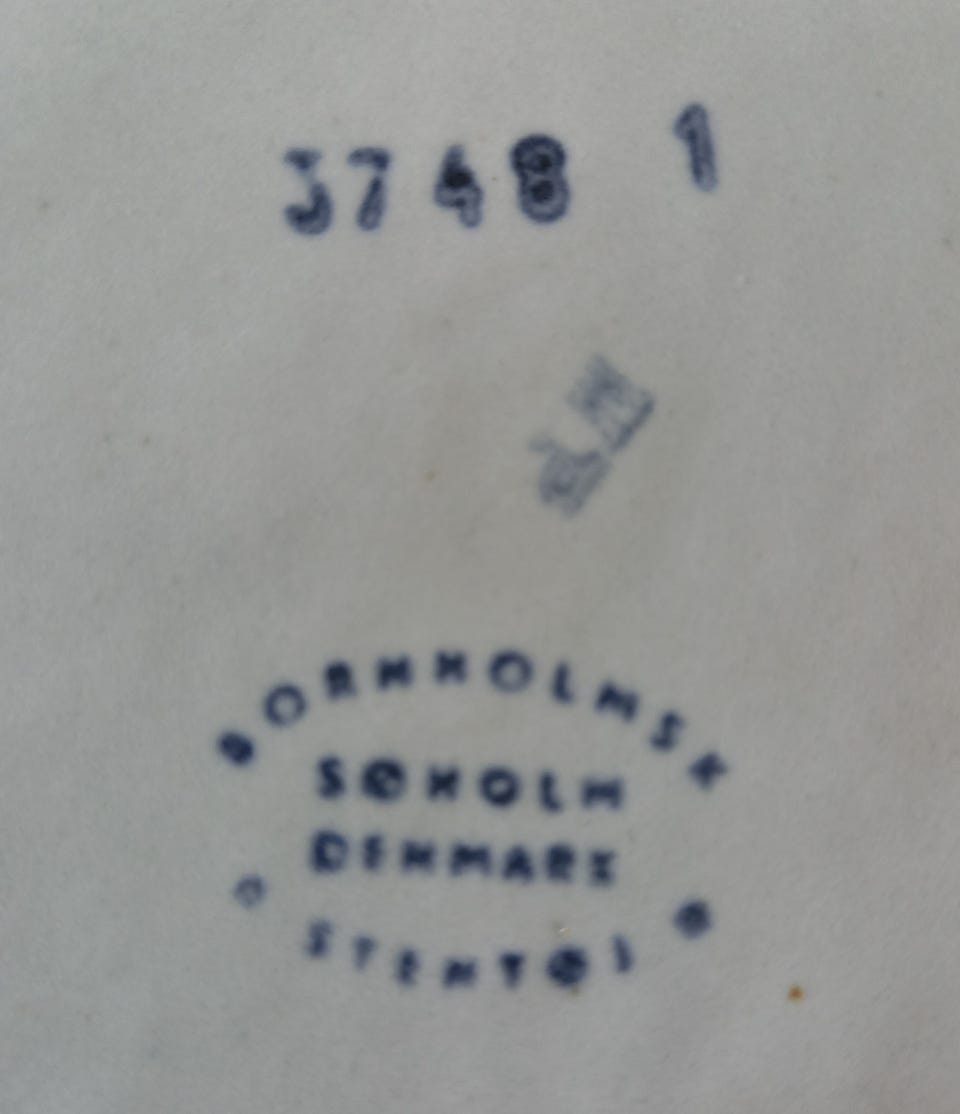 3748 1
BORNHOLMSK
SØHOLM
DENMARK
STENTØJ